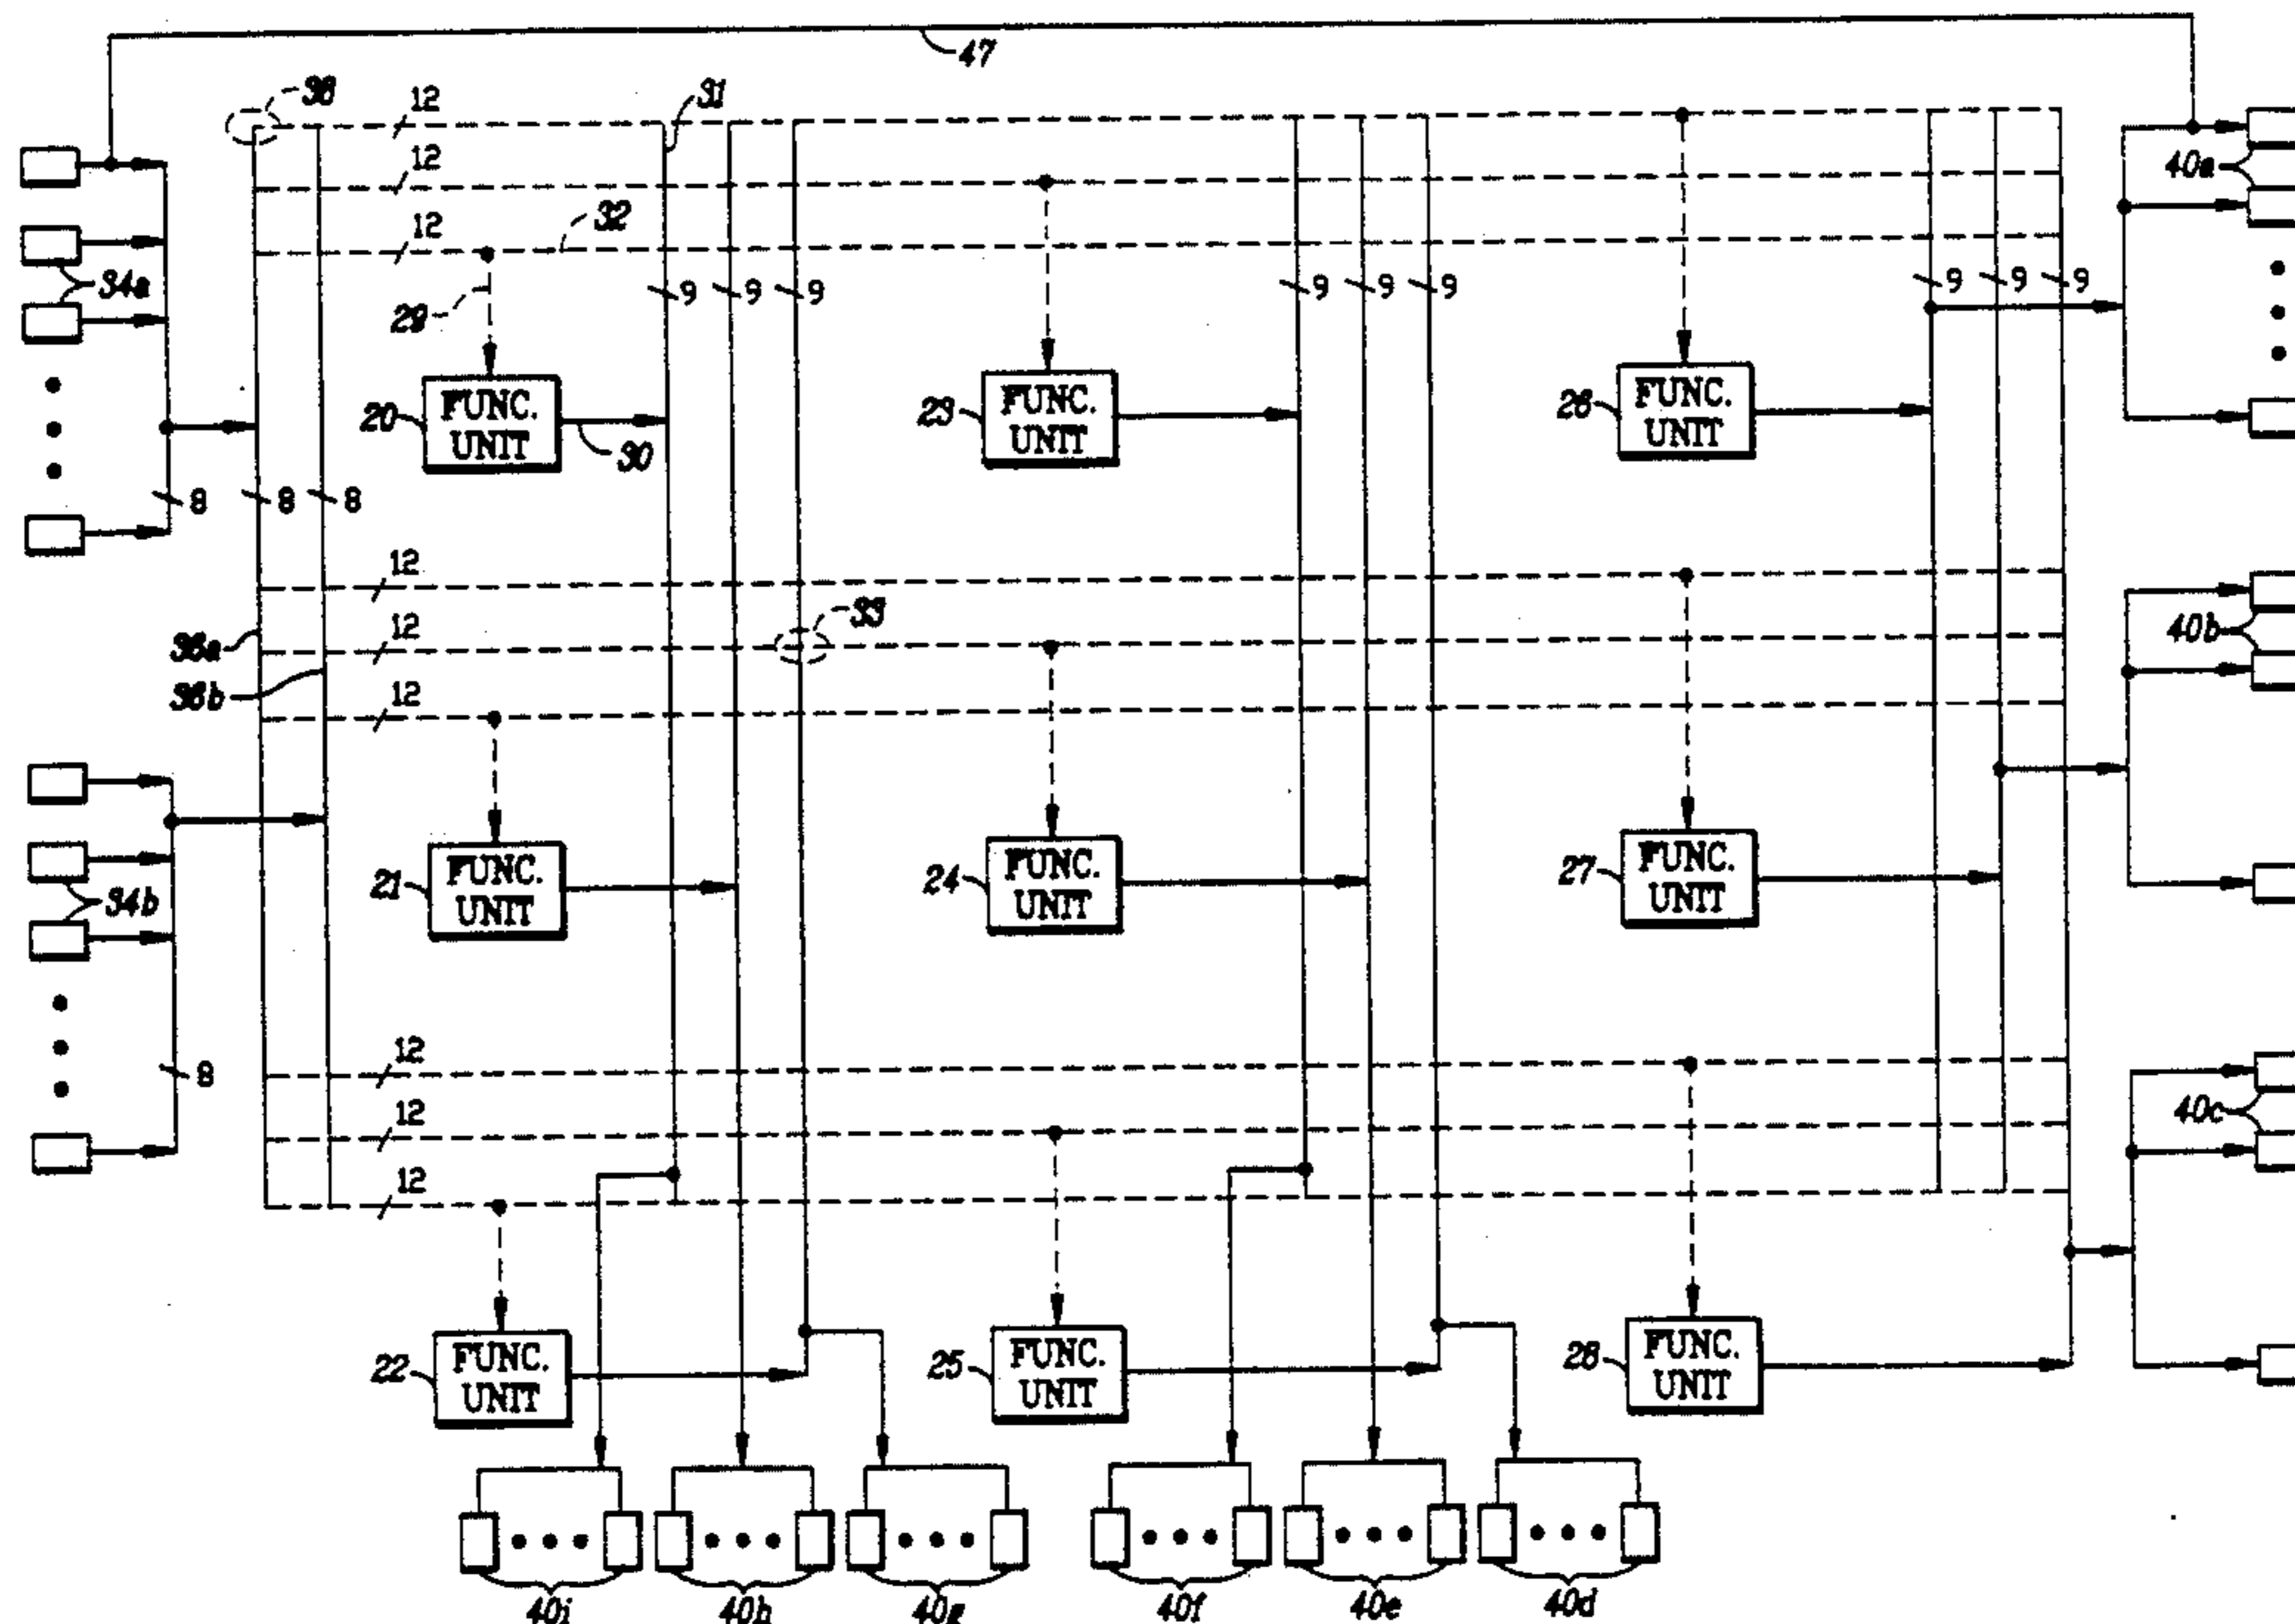 47
38
12
31
12
40a
12
32
34a
9
9
9
9
9
9
9
9
9
29
FUNC.
UNIT
20
30
FUNC.
UNIT
23
FUNC.
UNIT
26
8
8
8
12
12
33
36a
40b
36b
12
21
FUNC.
UNIT
24
FUNC.
UNIT
27
FUNC.
UNIT
34b
8
12
12
40c
12
22
FUNC.
UNIT
25
FUNC.
UNIT
28
FUNC.
UNIT
40i
40h
40g
40f
40e
40d